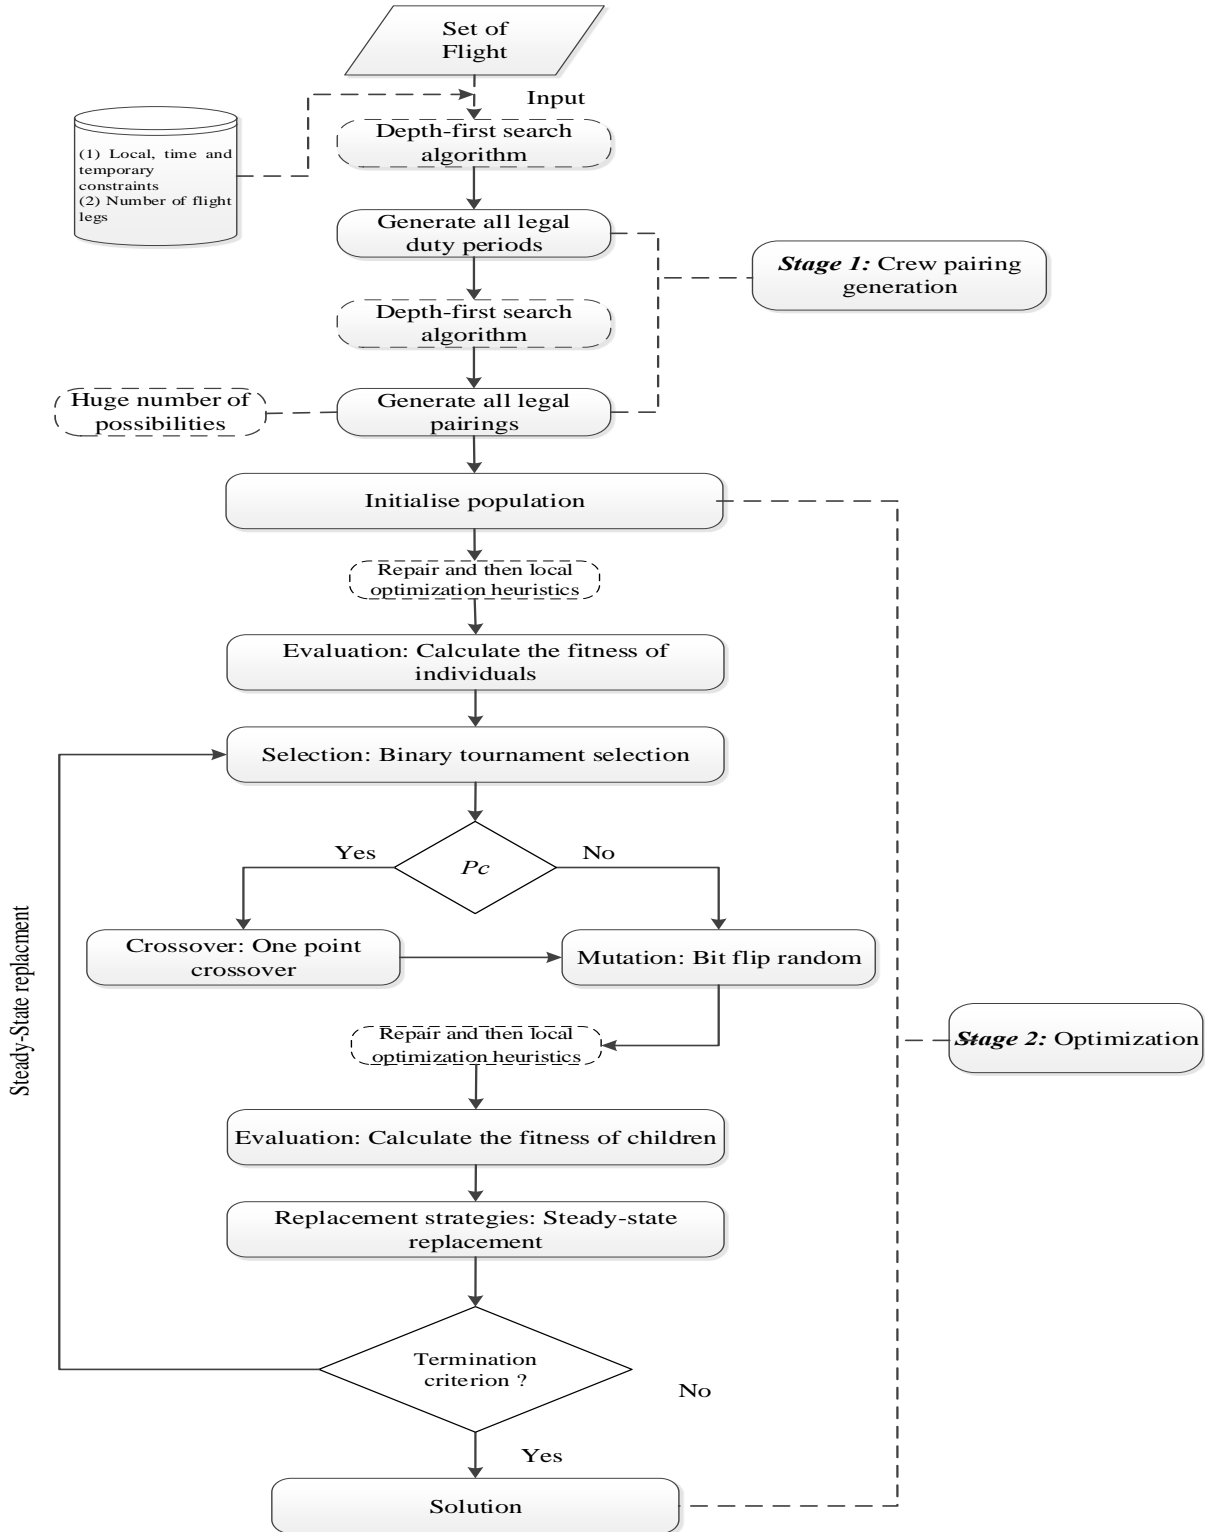 Set of
Flight
Input
(1) Local, time and
temporary
constraints
(2) Number of flight
legs
Depth-first search
algorithm
Generate all legal
duty periods
Stage 1: Crew pairing
generation
Depth-first search
algorithm
Huge number of
possibilities
Generate all legal
pairings
Initialise population
Repair and then local
optimization heuristics
Evaluation: Calculate the fitness of
individuals
Selection: Binary tournament selection
Yes
Pc
No
Crossover: One point
crossover
Mutation: Bit flip random
Steady-State replacment
Repair and then local
optimization heuristics
Stage 2: Optimization
Evaluation: Calculate the fitness of children
Replacement strategies: Steady-state
replacement
Termination
criterion ?
No
Yes
Solution